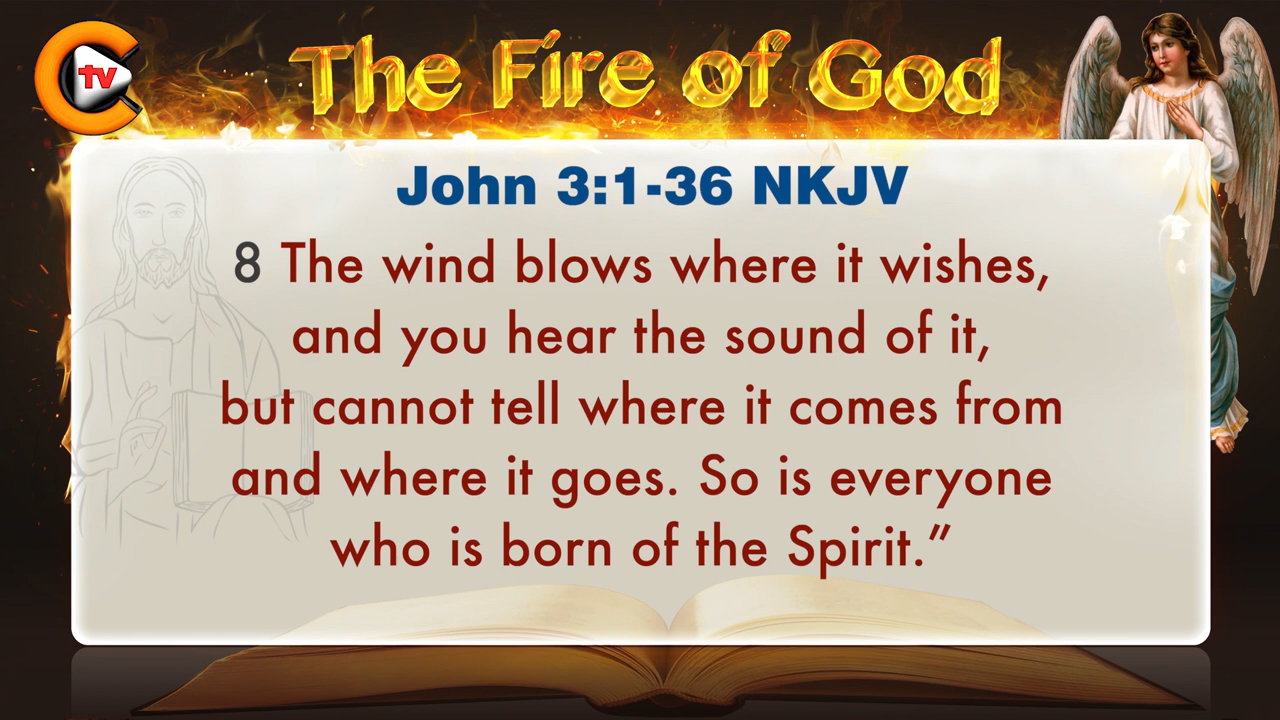 tv
The Fire of God
John 3:1-36 NKJV
8 The wind blows where it wishes,
and you hear the sound of it,
but cannot tell where it comes from
and where it goes. So is everyone
who is born of the Spirit.”